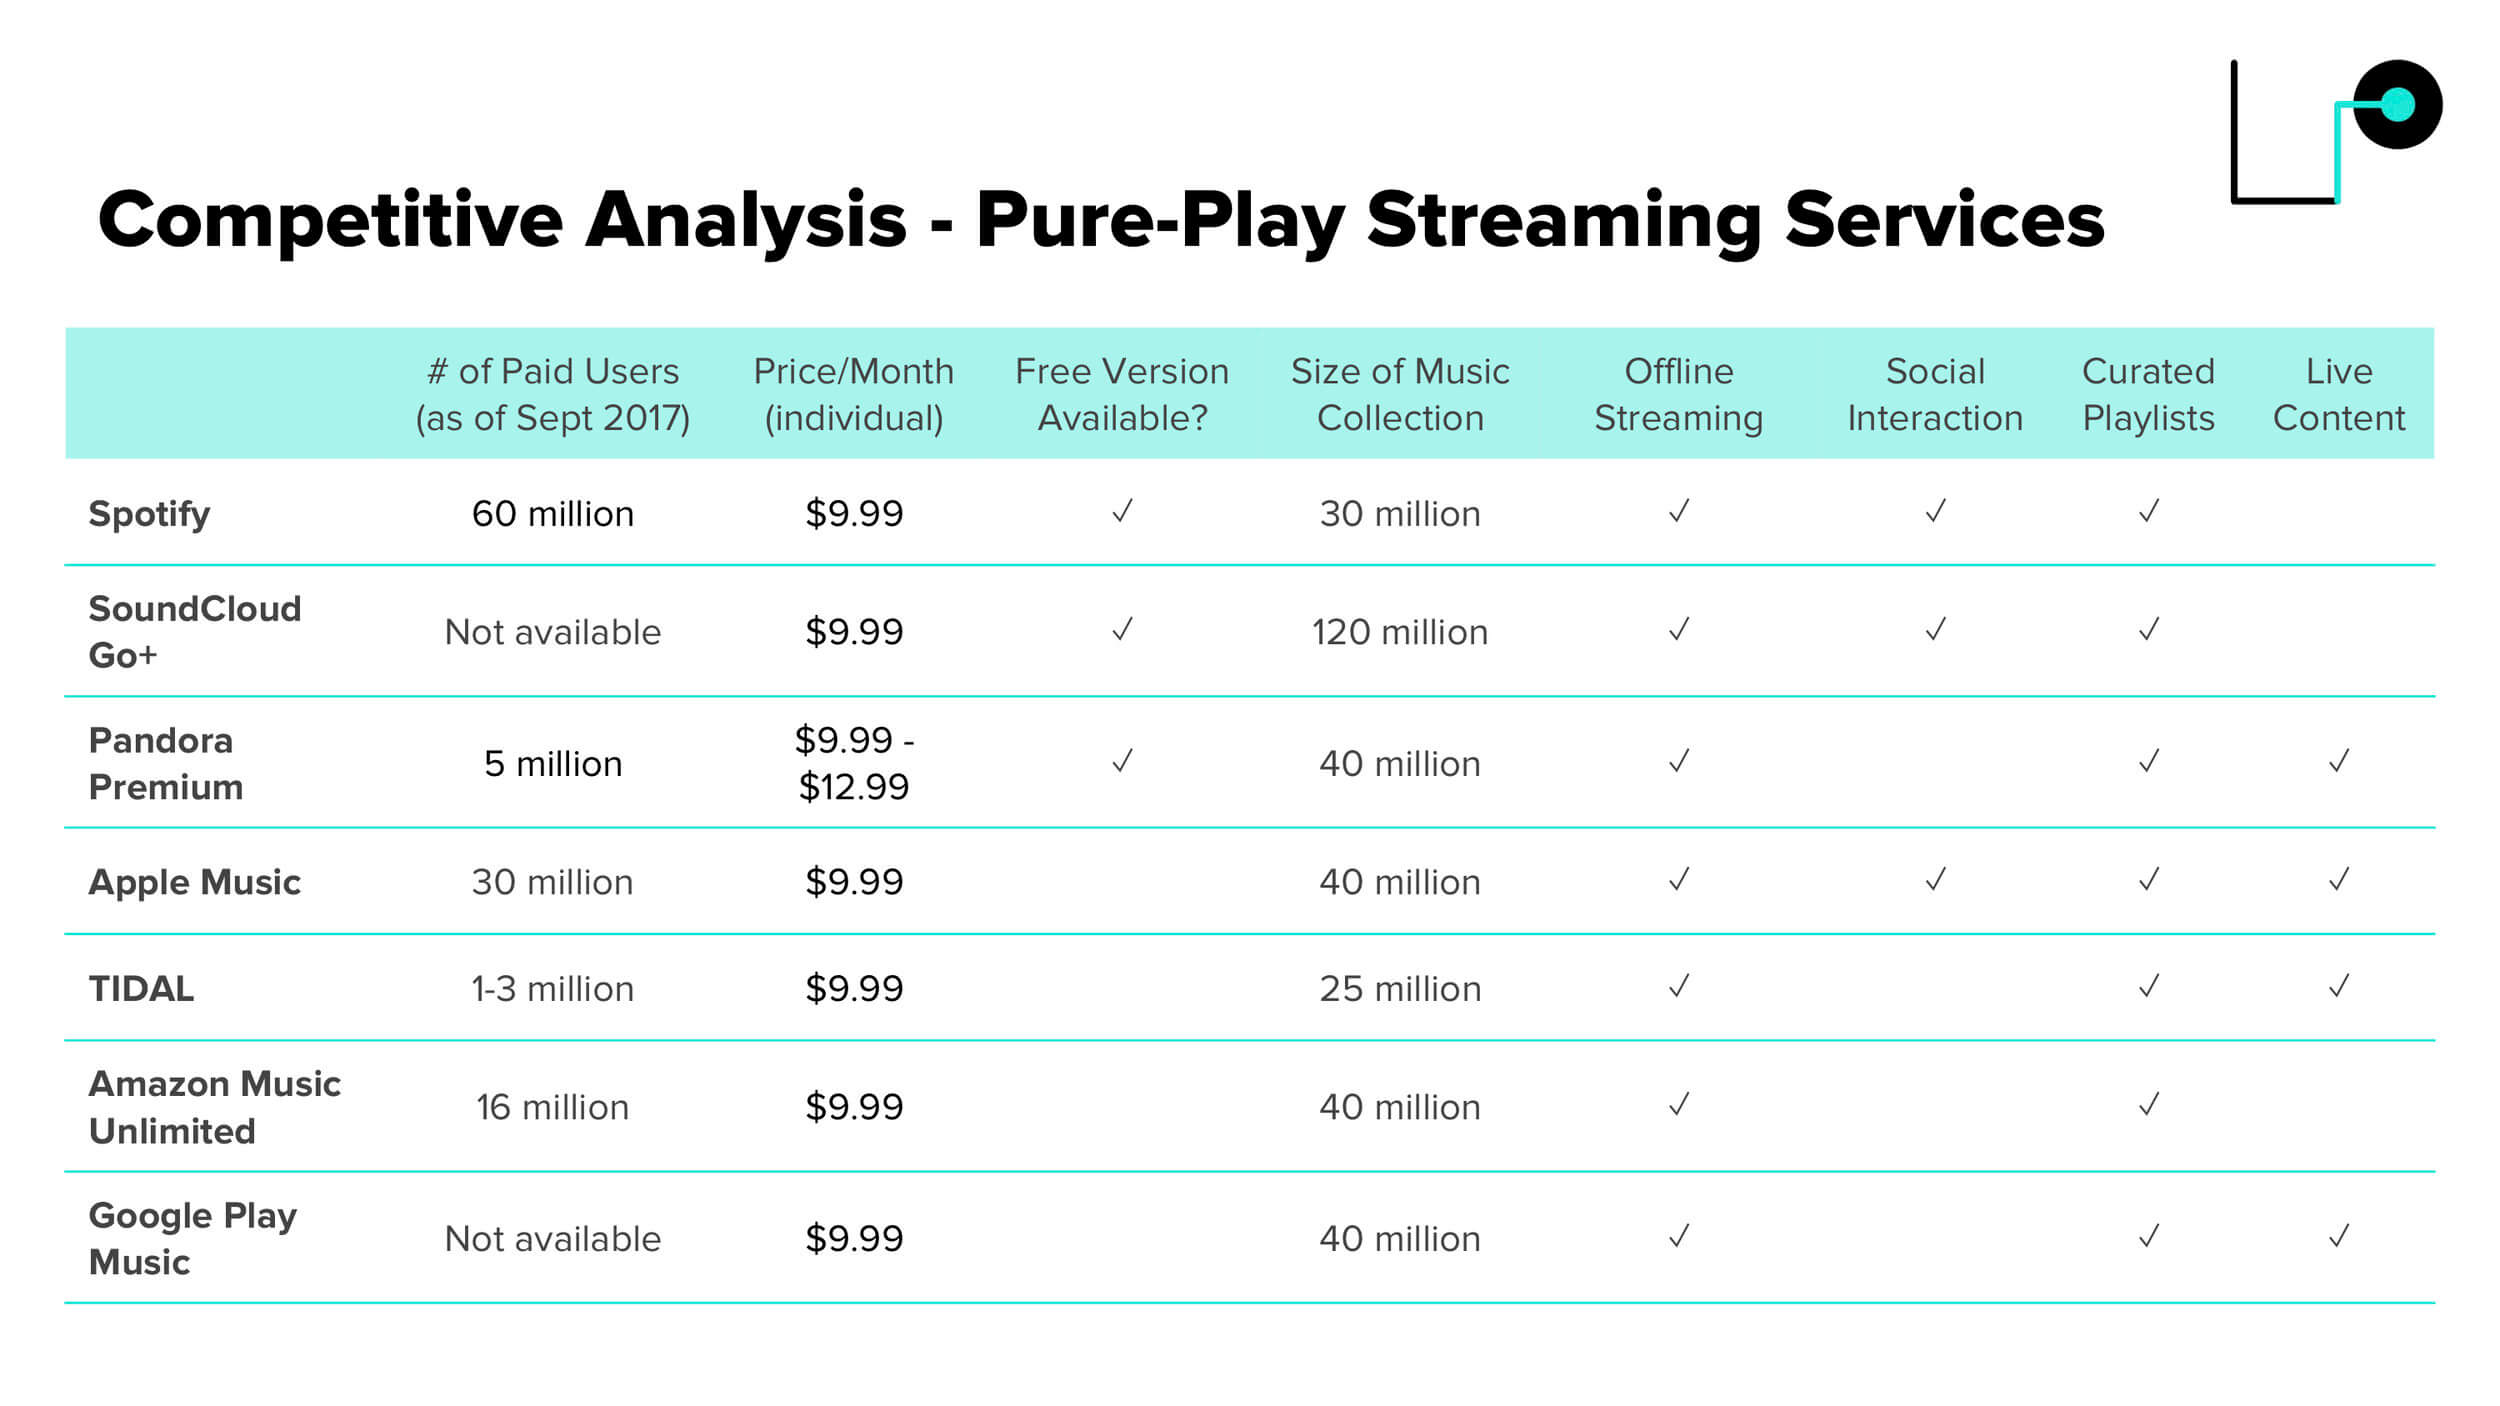 Competitive Analysis - Pure-Play Streaming Services
# of Paid Users Price/Month Free Version Size of Music Offline Social Curated Live
(as of Sept 2017) (individual) Available? Collection Streaming Interaction Playlists Content
Spotify 60 million $9.99 ✓ 30 million ✓ ✓ ✓
SoundCloud
Go+ Not available $9.99 ✓ 120 million ✓ ✓ ✓
Pandora $9.99 -
Premium 5 million $12.99 ✓ 40 million ✓ ✓ ✓
Apple Music 30 million $9.99 40 million ✓ ✓ ✓ ✓
TIDAL 1-3 million $9.99 25 million ✓ ✓ ✓
Amazon Music
Unlimited 16 million $9.99 40 million ✓ ✓
Google Play
Music Not available $9.99 40 million ✓ ✓ ✓